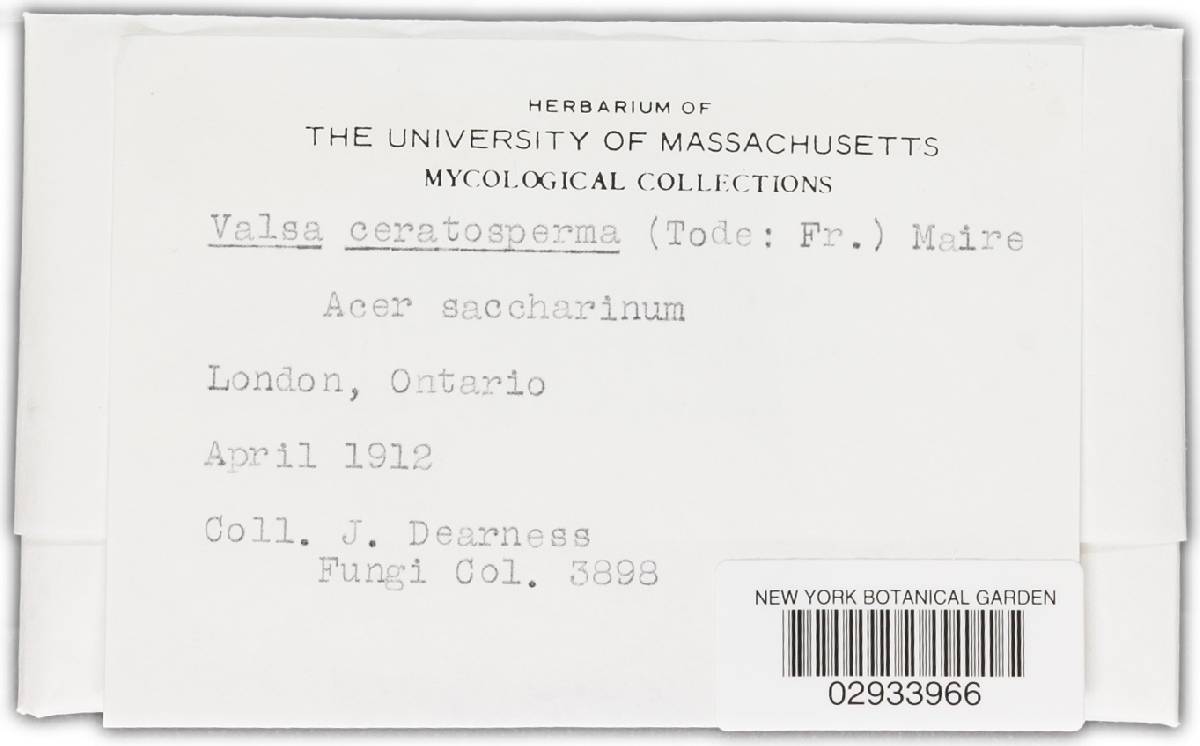 HERBARIUM OF
THE UNIVERSITY OF MASSACHUSETTS
MYCOLOGICAL COLLECTIONS
Valsa ceratosperma (Tode: Fr.) Maire
Acer saccharinum
London, Ontario
April 1912
Coll. J. Dearness
Fungi Col. 3898
NEW YORK BOTANICAL GARDEN
02933966